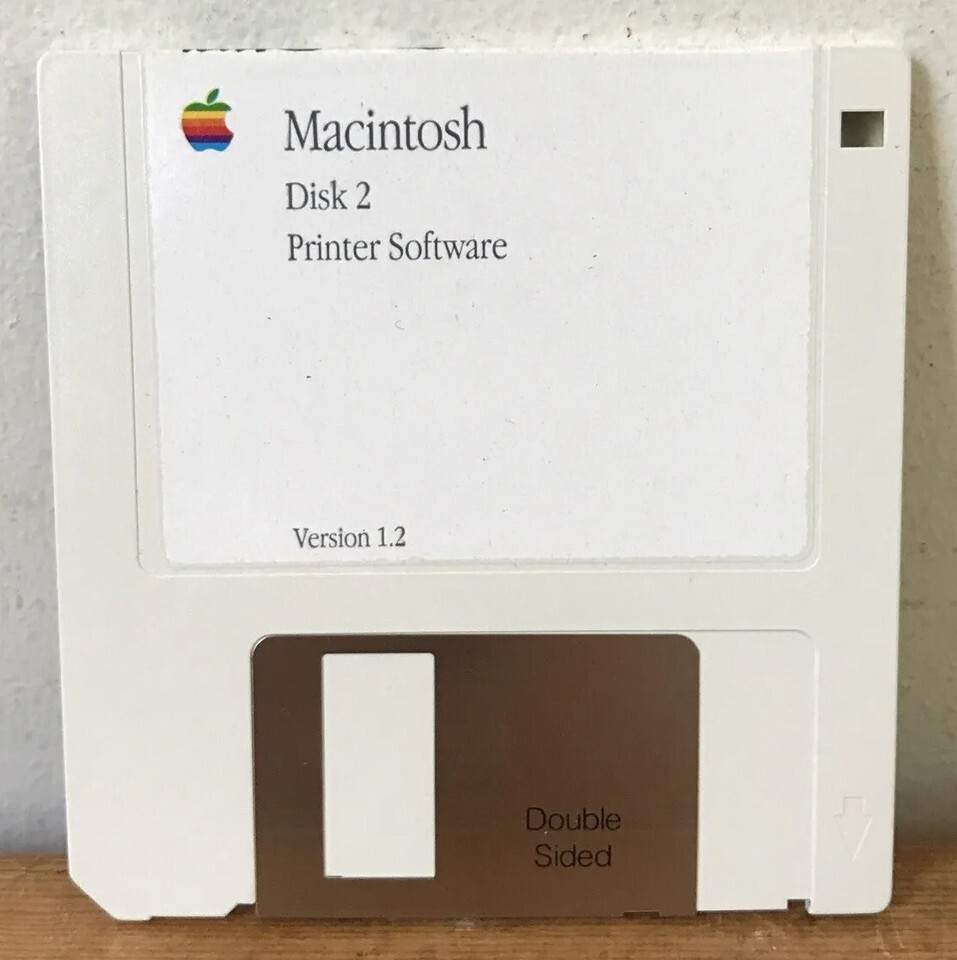 Macintosh
Disk 2
Printer Software
Version 1.2
Double
Sided